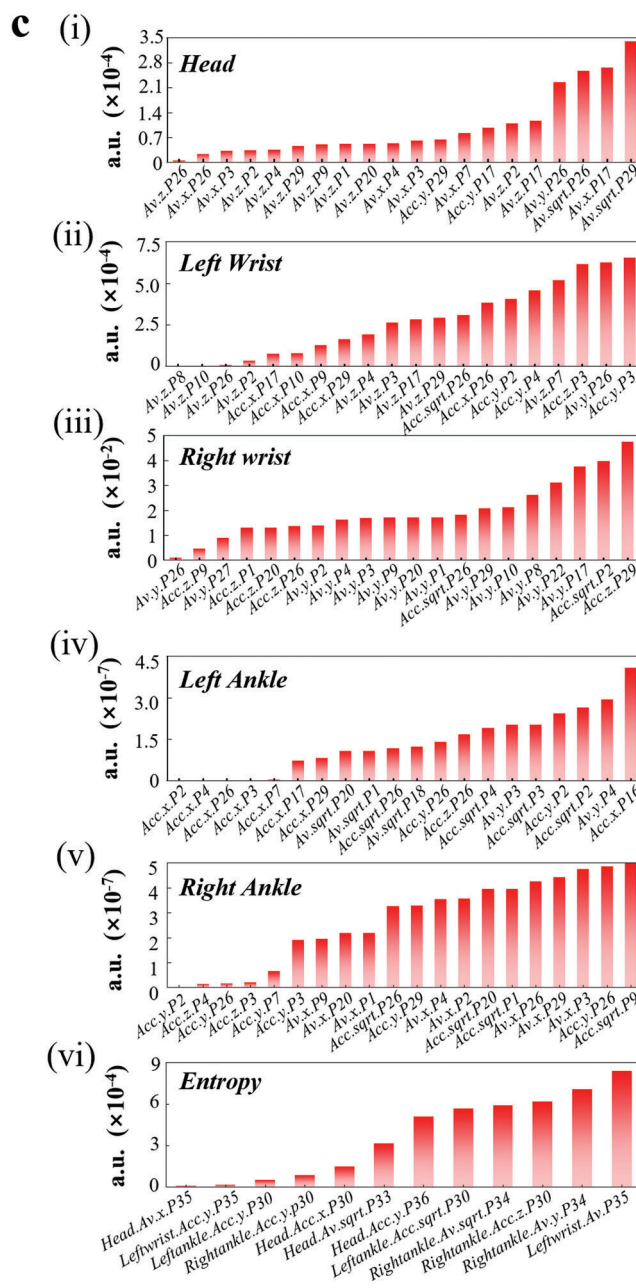 c
(i)
Head
a.u. (×10⁻⁴)
3.5
2.8
2.1
1.4
0.7
0
Av.z.P26
Av.x.P26
Av.x.P3
Av.z.P2
Av.z.P4
Av.z.P29
Av.z.P9
Av.z.P1
Av.z.P20
Av.x.P4
Av.x.P3
Acc.y.P29
Av.x.P7
Acc.y.P17
Av.z.P2
Av.z.P17
Av.y.P26
Av.sqrt.P26
Av.x.P17
Av.sqrt.P29
(ii)
Left Wrist
a.u. (×10⁻⁴)
7.5
5.0
2.5
0
Av.z.P8
Av.z.P10
Av.z.P26
Av.z.P2
Acc.x.P17
Acc.x.P10
Acc.x.P9
Acc.x.P29
Av.z.P4
Av.z.P3
Av.z.P17
Av.z.P29
Acc.sqrt.P26
Acc.x.P26
Acc.y.P2
Acc.y.P4
Av.z.P7
Acc.z.P3
Av.y.P26
Acc.y.P3
(iii)
Right wrist
a.u. (×10⁻²)
5
4
3
2
1
0
Av.y.P26
Acc.z.P9
Av.y.P27
Acc.z.P1
Acc.z.P20
Acc.z.P26
Av.y.P2
Av.y.P4
Av.y.P3
Av.y.P9
Av.y.P20
Av.y.P1
Acc.sqrt.P26
Av.y.P29
Av.y.P10
Av.y.P8
Av.y.P22
Av.y.P17
Acc.sqrt.P2
Acc.z.P29
(iv)
Left Ankle
a.u. (×10⁻⁷)
4.5
3.0
1.5
0
Acc.x.P2
Acc.x.P4
Acc.x.P26
Acc.x.P3
Acc.x.P7
Acc.x.P17
Acc.x.P29
Av.sqrt.P20
Av.sqrt.P1
Acc.sqrt.P26
Av.sqrt.P18
Acc.y.P26
Acc.z.P26
Acc.sqrt.P4
Av.y.P3
Acc.sqrt.P3
Acc.y.P2
Acc.sqrt.P2
Av.y.P4
Acc.x.P16
(v)
Right Ankle
a.u. (×10⁻⁷)
5
4
3
2
1
0
Acc.y.P2
Acc.z.P4
Acc.y.P26
Acc.z.P3
Acc.y.P7
Acc.y.P3
Av.x.P9
Av.x.P20
Av.x.P1
Acc.sqrt.P26
Acc.y.P29
Av.x.P4
Av.x.P2
Acc.sqrt.P20
Acc.sqrt.P1
Av.x.P26
Av.x.P29
Av.x.P3
Acc.y.P26
Acc.sqrt.P9
(vi)
Entropy
a.u. (×10⁻⁴)
9
6
3
0
Head.Av.x.P35
Leftwrist.Acc.y.P35
Leftankle.Acc.y.P30
Rightankle.Acc.y.p30
Head.Acc.x.P30
Head.Av.sqrt.P33
Head.Acc.y.P36
Leftankle.Acc.sqrt.P30
Rightankle.Av.sqrt.P34
Rightankle.Acc.z.P30
Rightankle.Av.y.P34
Leftwrist.Av.P35